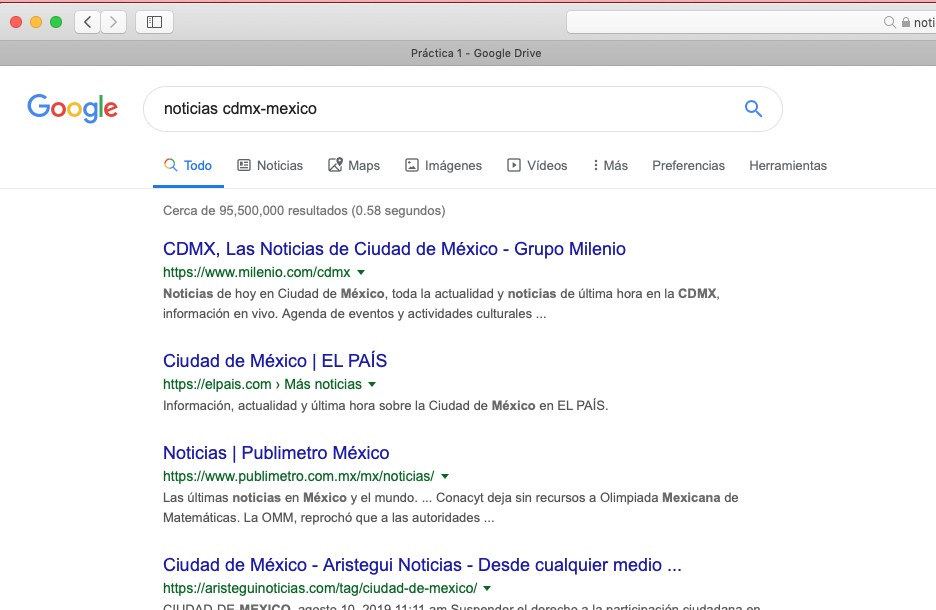 noti
Práctica 1 - Google Drive
Google
noticias cdmx-mexico
Todo Noticias Maps Imágenes Vídeos Más Preferencias Herramientas
Cerca de 95,500,000 resultados (0.58 segundos)
CDMX, Las Noticias de Ciudad de México - Grupo Milenio
https://www.milenio.com/cdmx
Noticias de hoy en Ciudad de México, toda la actualidad y noticias de última hora en la CDMX,
información en vivo. Agenda de eventos y actividades culturales ...
Ciudad de México | EL PAÍS
https://elpais.com › Más noticias
Información, actualidad y última hora sobre la Ciudad de México en EL PAÍS.
Noticias | Publimetro México
https://www.publimetro.com.mx/mx/noticias/
Las últimas noticias en México y el mundo. ... Conacyt deja sin recursos a Olimpiada Mexicana de
Matemáticas. La OMM, reprochó que a las autoridades ...
Ciudad de México - Aristegui Noticias - Desde cualquier medio ...
https://aristeguinoticias.com/tag/ciudad-de-mexico/
CIUDAD DE MEXICO. agosto 10, 2019 11:11 am Suspender el derecho a la participación ciudadana en